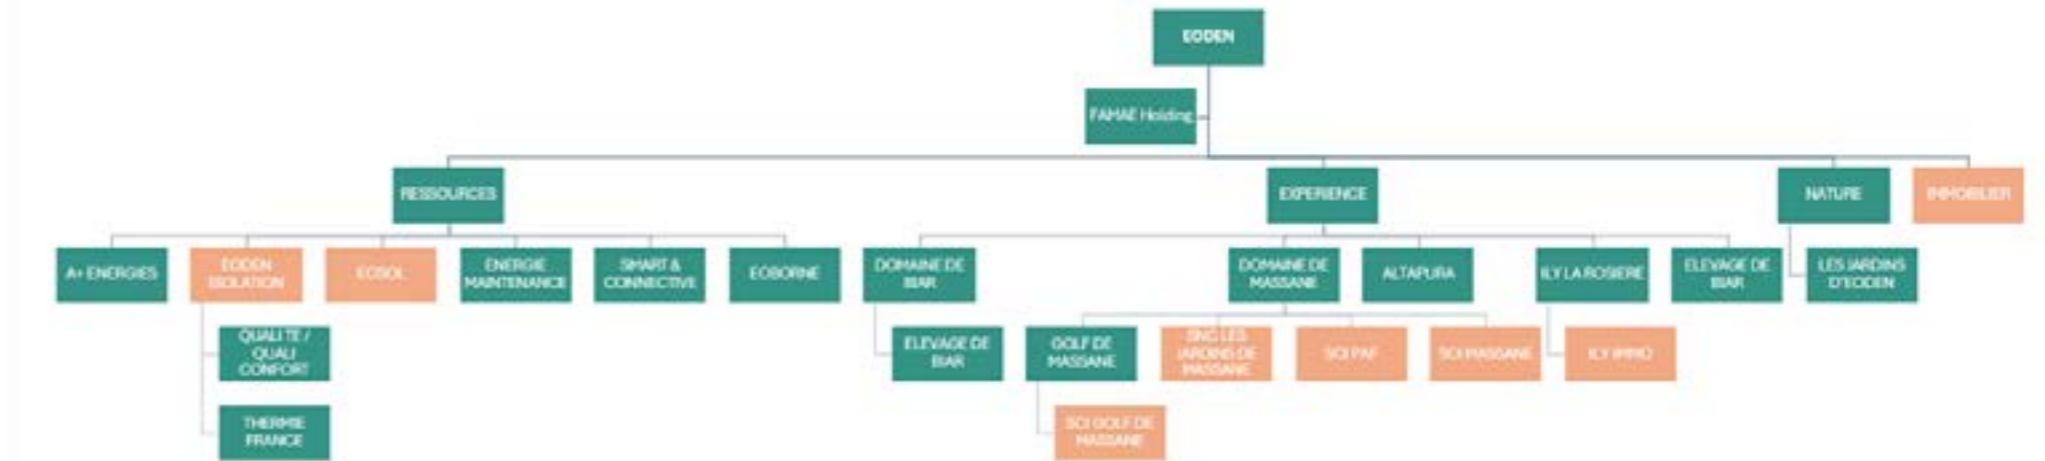 EODEN
FAMAE Holding
RESSOURCES
EXPERIENCE
NATURE
IMMOBILIER
A+ ENERGIES
EODEN
ISOLATION
EOSOL
ENERGIE
MAINTENANCE
SMART &
CONNECTIVE
EOBORNE
DOMAINE DE
BIAR
DOMAINE DE
MASSANE
ALTAPURA
ILY LA ROSIERE
ELEVAGE DE
BIAR
LES JARDINS
D'EODEN
QUALI TE /
QUALI
CONFORT
ELEVAGE DE
BIAR
GOLF DE
MASSANE
SNC LES
JARDINS DE
MASSANE
SCI PAF
SCI MASSANE
ILY IMMO
THERMIE
FRANCE
SCI GOLF DE
MASSANE